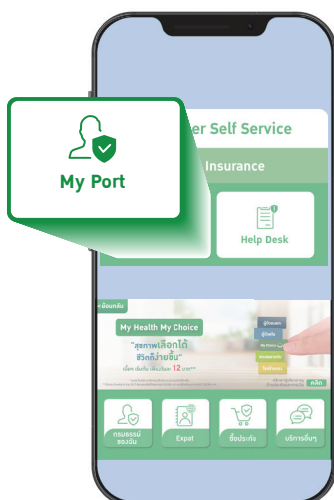 er Self Service
Insurance
My Port
Help Desk
< ย้อนกลับ
My Health My Choice
"สุขภาพเลือกได้
ชีวิตก็ง่ายขึ้น"
12
My Choice
คลิก
กรมธรรม์
ของฉัน
Expat
ซื้อประกัน
บริการอื่นๆ